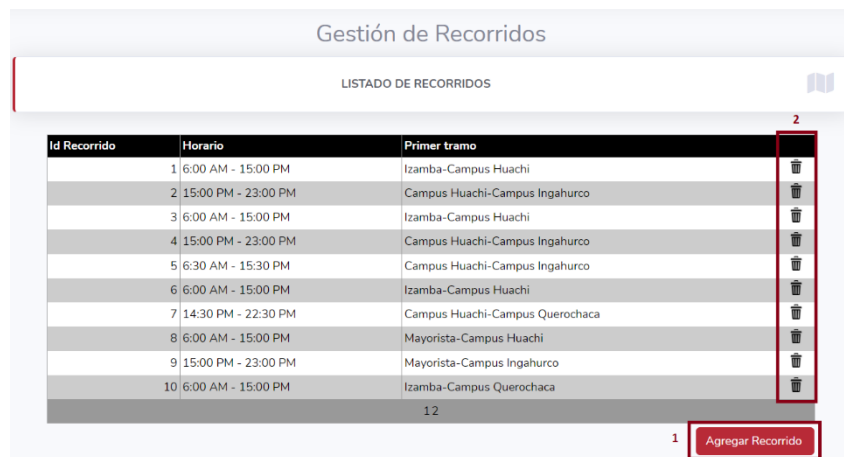 Gestión de Recorridos
LISTADO DE RECORRIDOS
2
Id Recorrido Horario Primer tramo
1 6:00 AM - 15:00 PM Izamba-Campus Huachi
2 15:00 PM - 23:00 PM Campus Huachi-Campus Ingahurco
3 6:00 AM - 15:00 PM Izamba-Campus Huachi
4 15:00 PM - 23:00 PM Campus Huachi-Campus Ingahurco
5 6:30 AM - 15:30 PM Campus Huachi-Campus Ingahurco
6 6:00 AM - 15:00 PM Izamba-Campus Huachi
7 14:30 PM - 22:30 PM Campus Huachi-Campus Querochaca
8 6:00 AM - 15:00 PM Mayorista-Campus Huachi
9 15:00 PM - 23:00 PM Mayorista-Campus Ingahurco
10 6:00 AM - 15:00 PM Izamba-Campus Querochaca
1 2
1 Agregar Recorrido